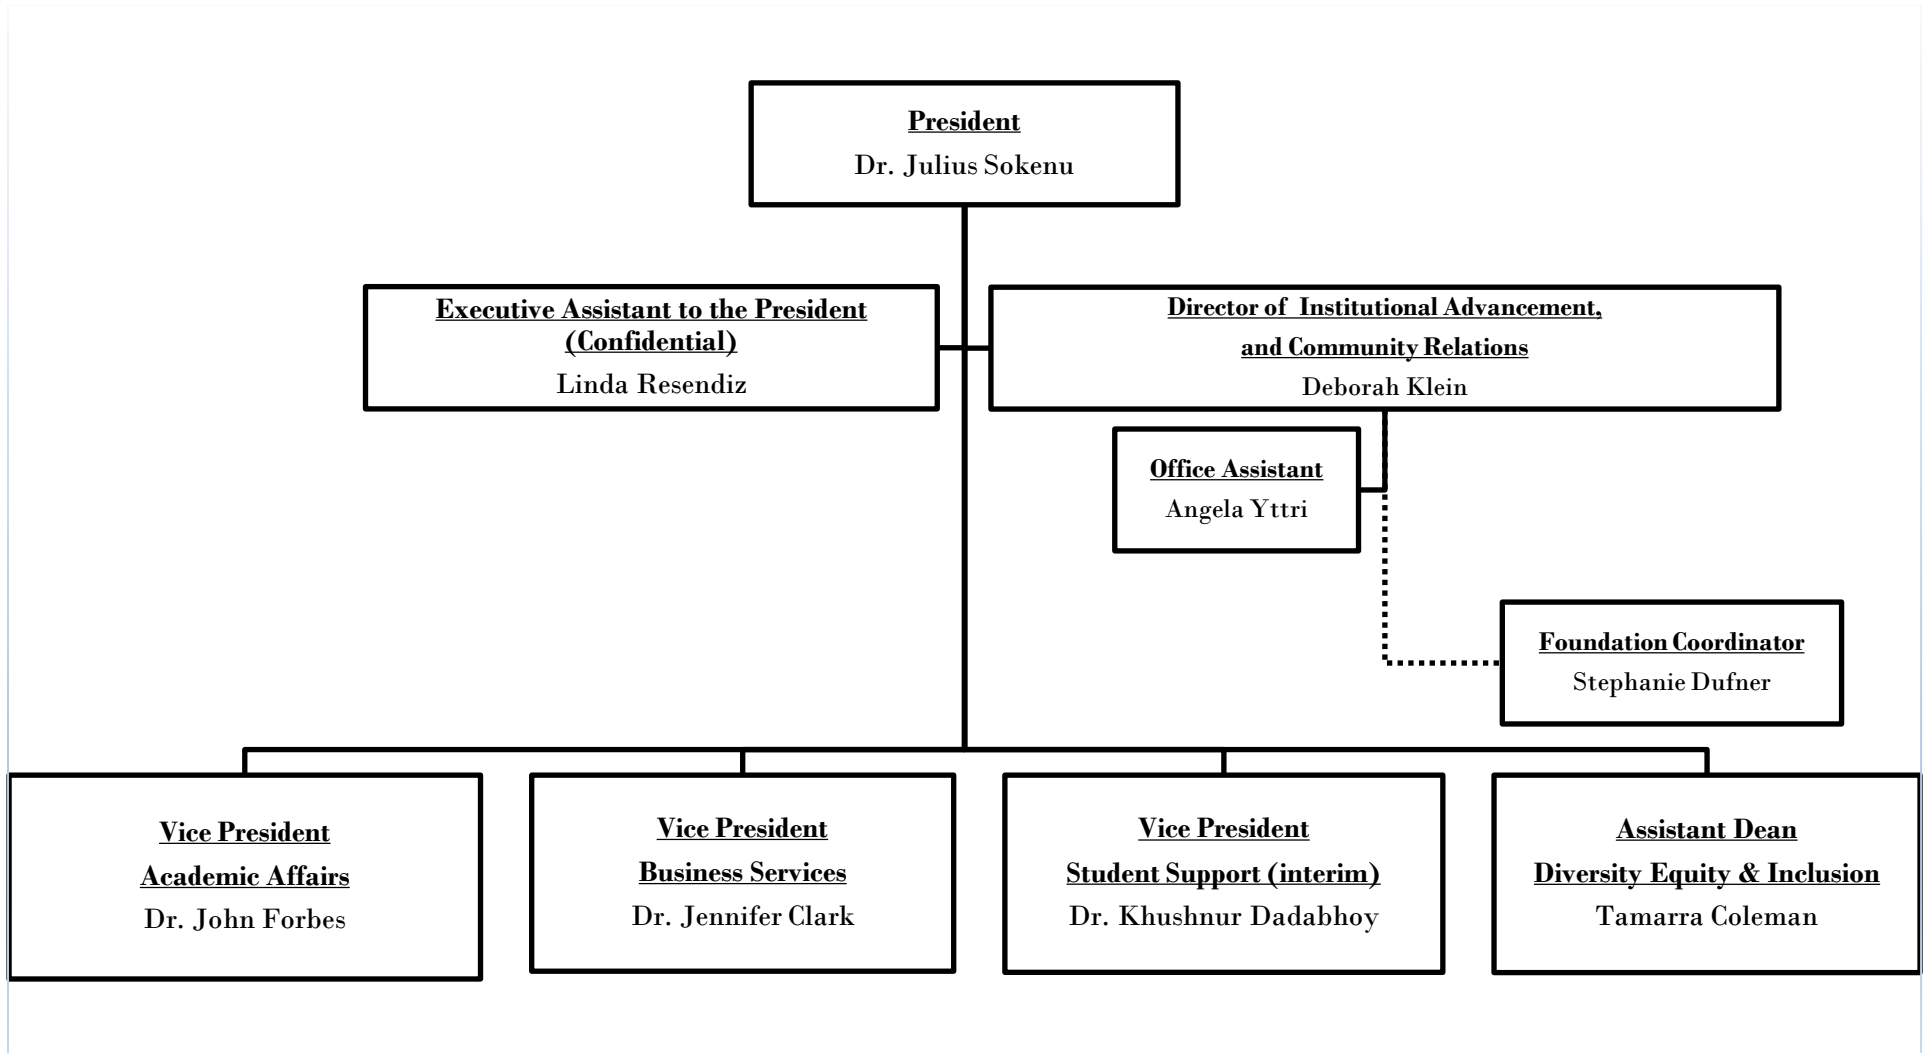 President
Dr. Julius Sokenu
Executive Assistant to the President
(Confidential)
Linda Resendiz
Director of Institutional Advancement,
and Community Relations
Deborah Klein
Office Assistant
Angela Yttri
Foundation Coordinator
Stephanie Dufner
Vice President
Academic Affairs
Dr. John Forbes
Vice President
Business Services
Dr. Jennifer Clark
Vice President
Student Support (interim)
Dr. Khushnur Dadabhoy
Assistant Dean
Diversity Equity & Inclusion
Tamarra Coleman